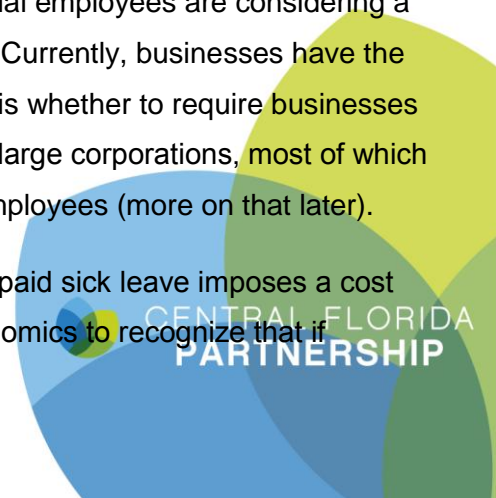 ial employees are considering a
Currently, businesses have the
is whether to require businesses
large corporations, most of which
mployees (more on that later).
paid sick leave imposes a cost
omics to recognize that if
CENTRAL FLORIDA
PARTNERSHIP